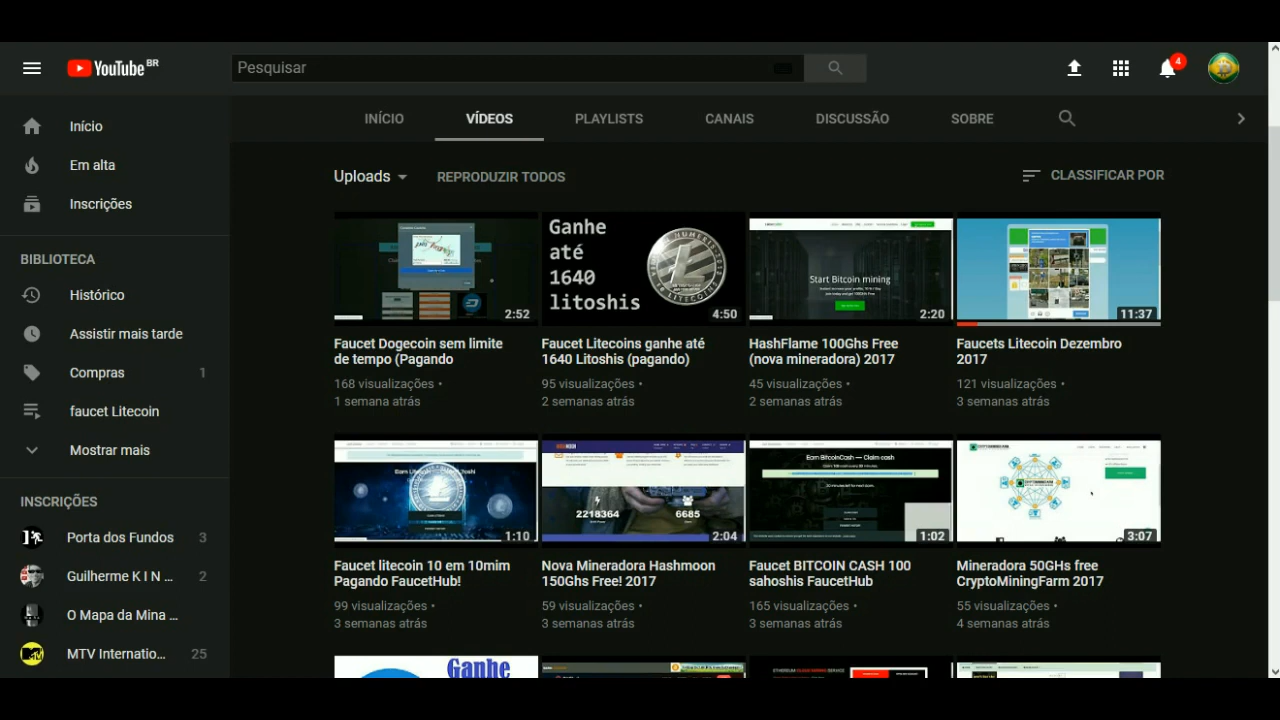 YouTube BR
Pesquisar
4
INÍCIO VÍDEOS PLAYLISTS CANAIS DISCUSSÃO SOBRE
Início
Em alta
Inscrições
BIBLIOTECA
Histórico
Assistir mais tarde
Compras 1
faucet Litecoin
Mostrar mais
INSCRIÇÕES
Porta dos Fundos 3
Guilherme K I N ... 2
O Mapa da Mina ...
MTV Internatio... 25
Uploads REPRODUZIR TODOS CLASSIFICAR POR
2:52
Ganhe
até
1640
litoshis
4:50
Start Bitcoin mining
2:20
11:37
Faucet Dogecoin sem limite
de tempo (Pagando
168 visualizações •
1 semana atrás
Faucet Litecoins ganhe até
1640 Litoshis (pagando)
95 visualizações •
2 semanas atrás
HashFlame 100Ghs Free
(nova mineradora) 2017
45 visualizações •
2 semanas atrás
Faucets Litecoin Dezembro
2017
121 visualizações •
3 semanas atrás
1:10
2218364
6685
2:04
Earn BitcoinCash — Claim cash
1:02
3:07
Faucet litecoin 10 em 10mim
Pagando FaucetHub!
99 visualizações •
3 semanas atrás
Nova Mineradora Hashmoon
150Ghs Free! 2017
59 visualizações •
3 semanas atrás
Faucet BITCOIN CASH 100
sahoshis FaucetHub
165 visualizações •
3 semanas atrás
Mineradora 50GHs free
CryptoMiningFarm 2017
55 visualizações •
4 semanas atrás
Ganhe